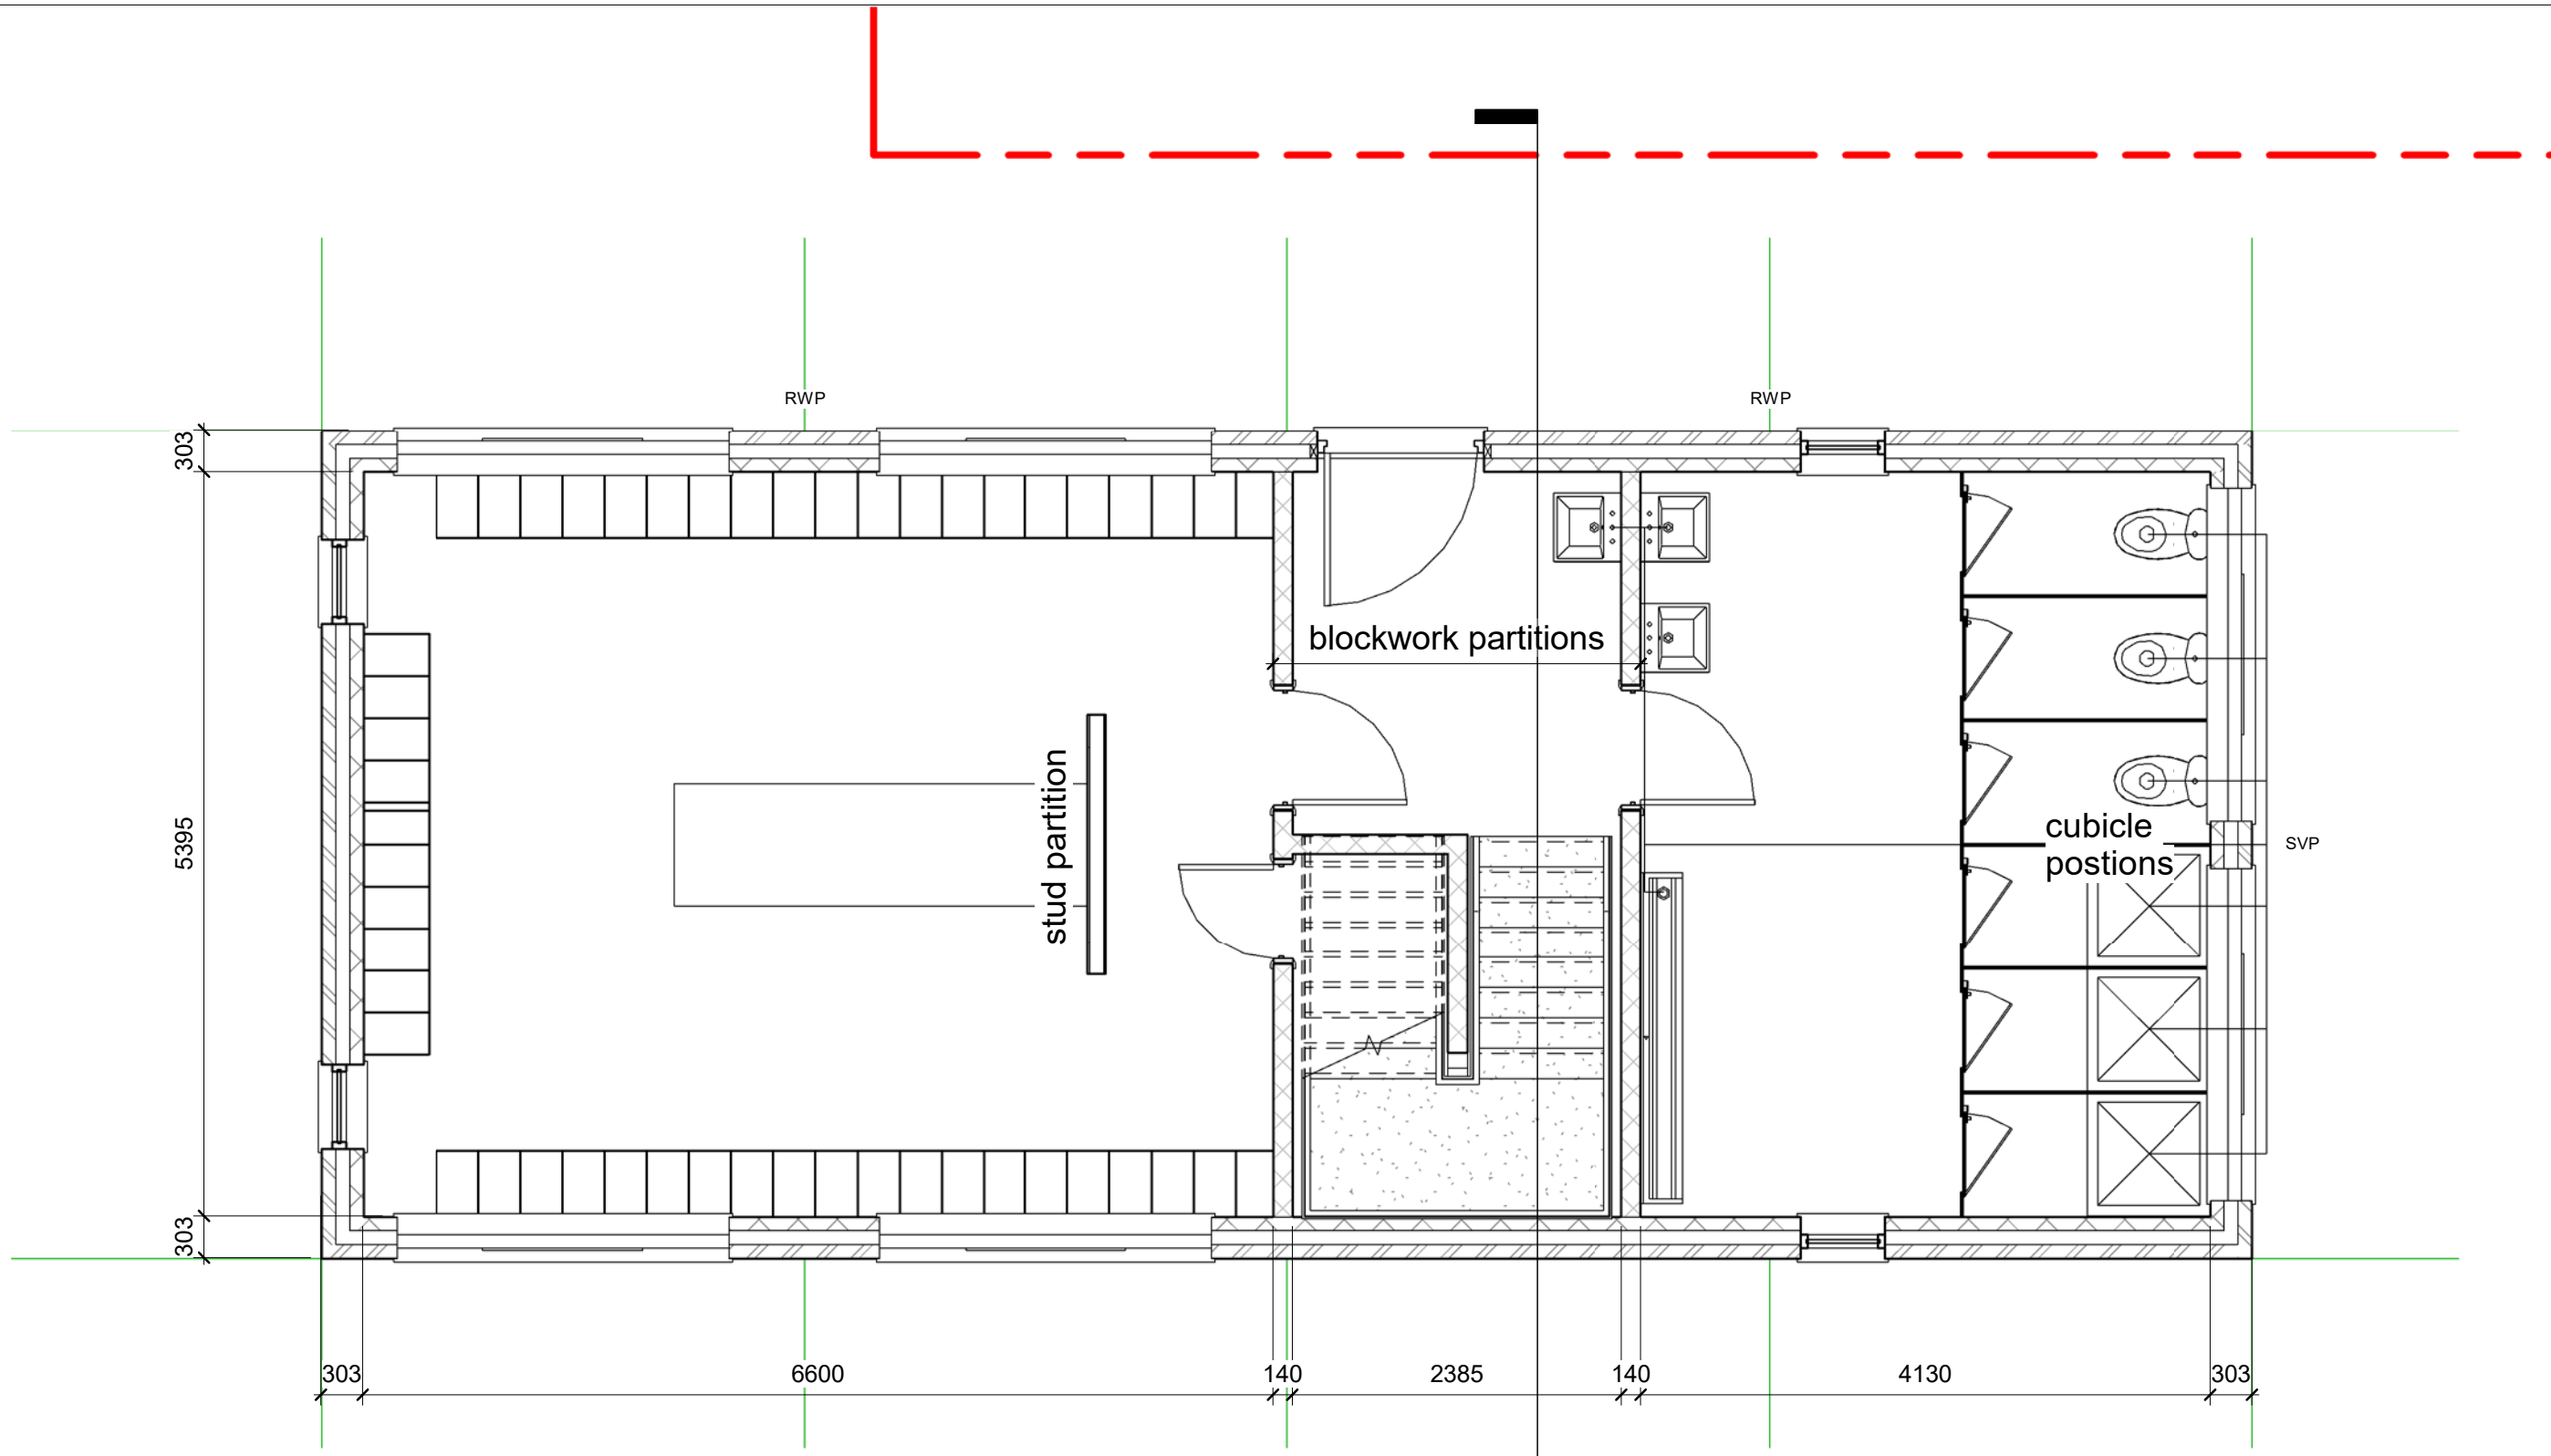 RWP
RWP
303
blockwork partitions
stud partition
5395
cubicle
postions
SVP
303
303
6600
140
2385
140
4130
303